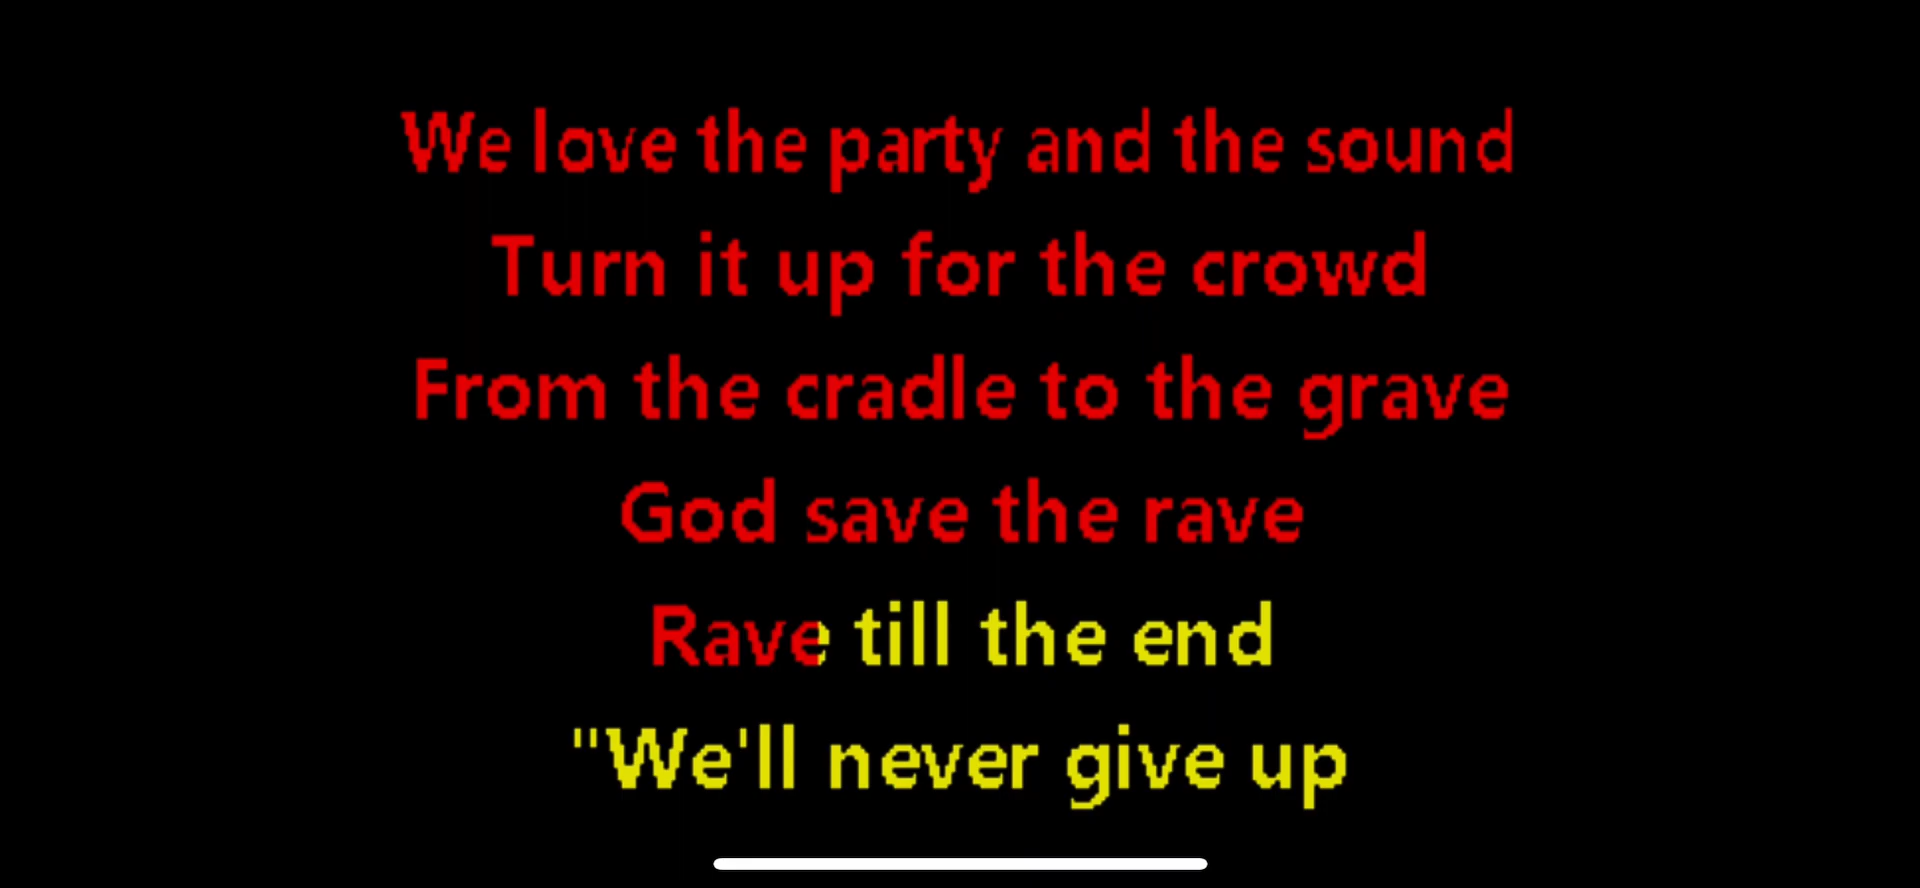 We love the party and the sound
Turn it up for the crowd
From the cradle to the grave
God save the rave
Rave till the end
"We'll never give up